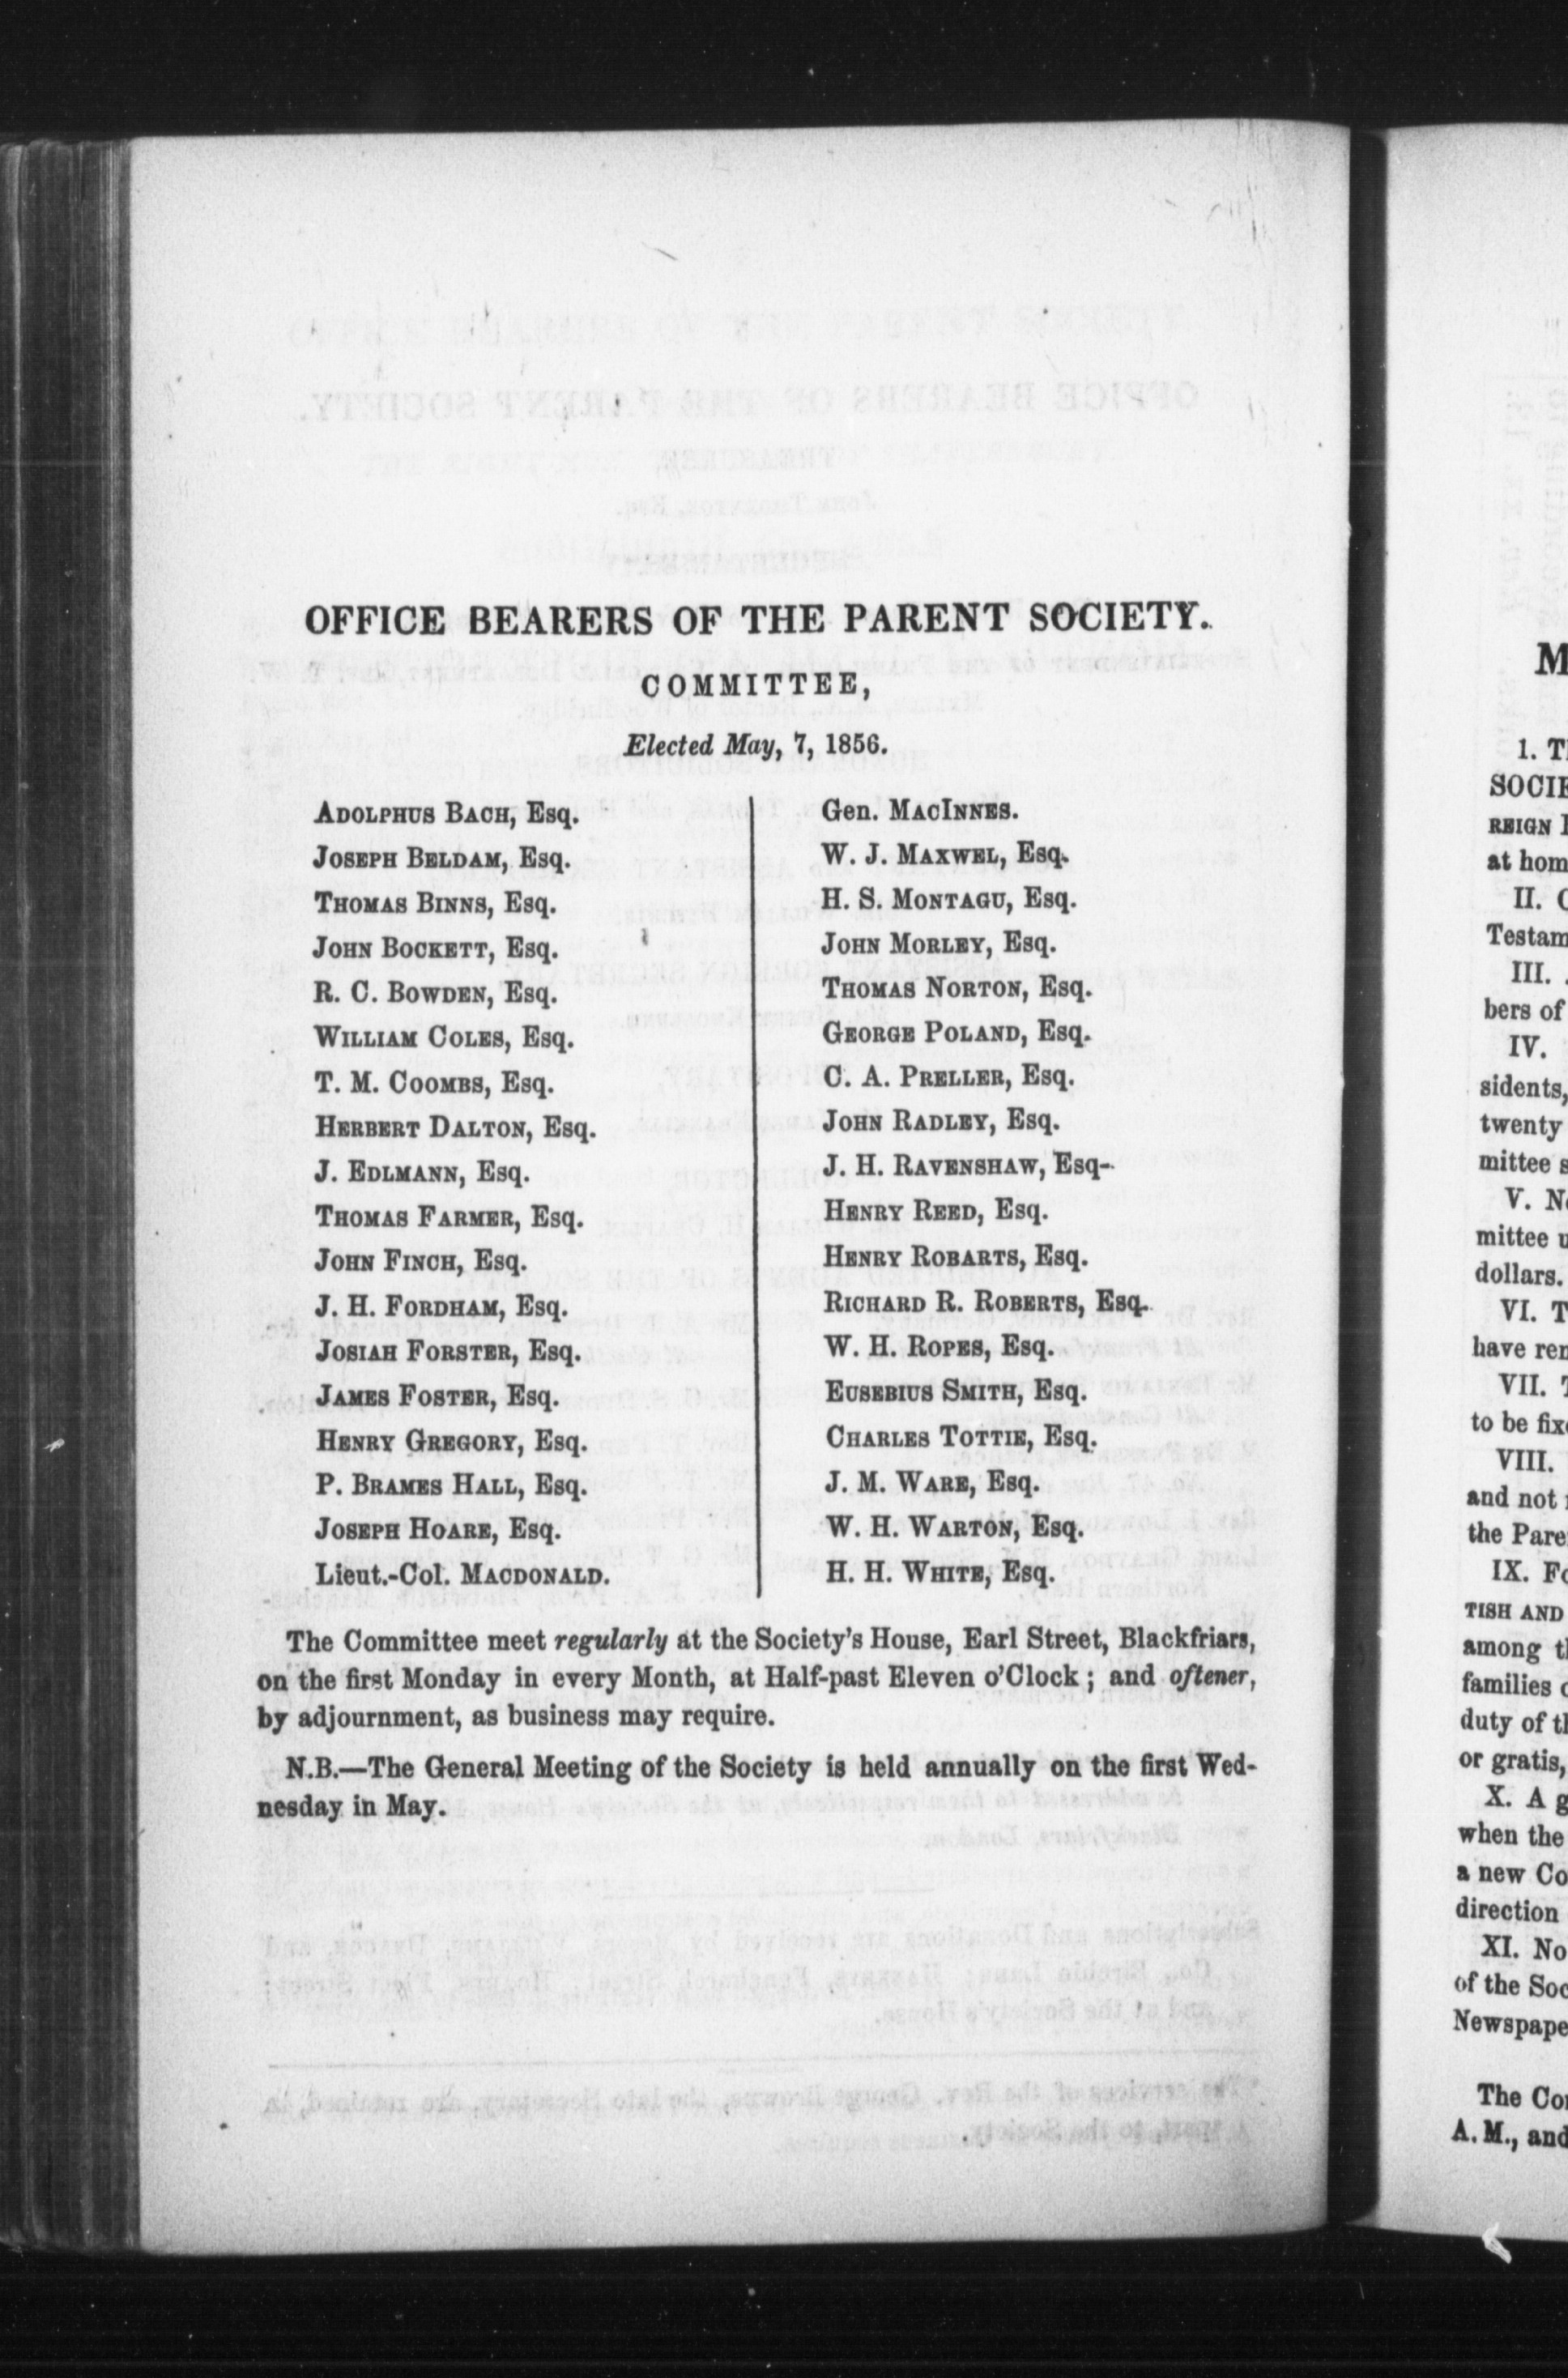 OFFICE BEARERS OF THE PARENT SOCIETY.
COMMITTEE,
Elected May, 7, 1856.
ADOLPHUS BACH, Esq.
JOSEPH BELDAM, Esq.
THOMAS BINNS, Esq.
JOHN BOCKETT, Esq.
R. C. BOWDEN, Esq.
WILLIAM COLES, Esq.
T. M. COOMBS, Esq.
HERBERT DALTON, Esq.
J. EDLMANN, Esq.
THOMAS FARMER, Esq.
JOHN FINCH, Esq.
J. H. FORDHAM, Esq.
JOSIAH FORSTER, Esq.
JAMES FOSTER, Esq.
HENRY GREGORY, Esq.
P. BRAMES HALL, Esq.
JOSEPH HOARE, Esq.
Lieut.-Col. MACDONALD.
Gen. MACINNES.
W. J. MAXWEL, Esq.
H. S. MONTAGU, Esq.
JOHN MORLEY, Esq.
THOMAS NORTON, Esq.
GEORGE POLAND, Esq.
C. A. PRELLER, Esq.
JOHN RADLEY, Esq.
J. H. RAVENSHAW, Esq.
HENRY REED, Esq.
HENRY ROBARTS, Esq.
RICHARD R. ROBERTS, Esq.
W. H. ROPES, Esq.
EUSEBIUS SMITH, Esq.
CHARLES TOTTIE, Esq.
J. M. WARE, Esq.
W. H. WARTON, Esq.
H. H. WHITE, Esq.
The Committee meet regularly at the Society's House, Earl Street, Blackfriars,
on the first Monday in every Month, at Half-past Eleven o'Clock; and oftener,
by adjournment, as business may require.
N.B.—The General Meeting of the Society is held annually on the first Wed-
nesday in May.
1.
SOCIE
REIGN
at hom
II.
Testam
III.
bers of
IV.
sidents,
twenty
mittee
V.
mittee
dollars.
VI.
have
VII.
to be
VIII.
and not
the
IX.
TISH AND
among
families
duty of
or gratis,
X. A
when the
a new
direction
XI. No
of the
Newspape
The
A.M., and